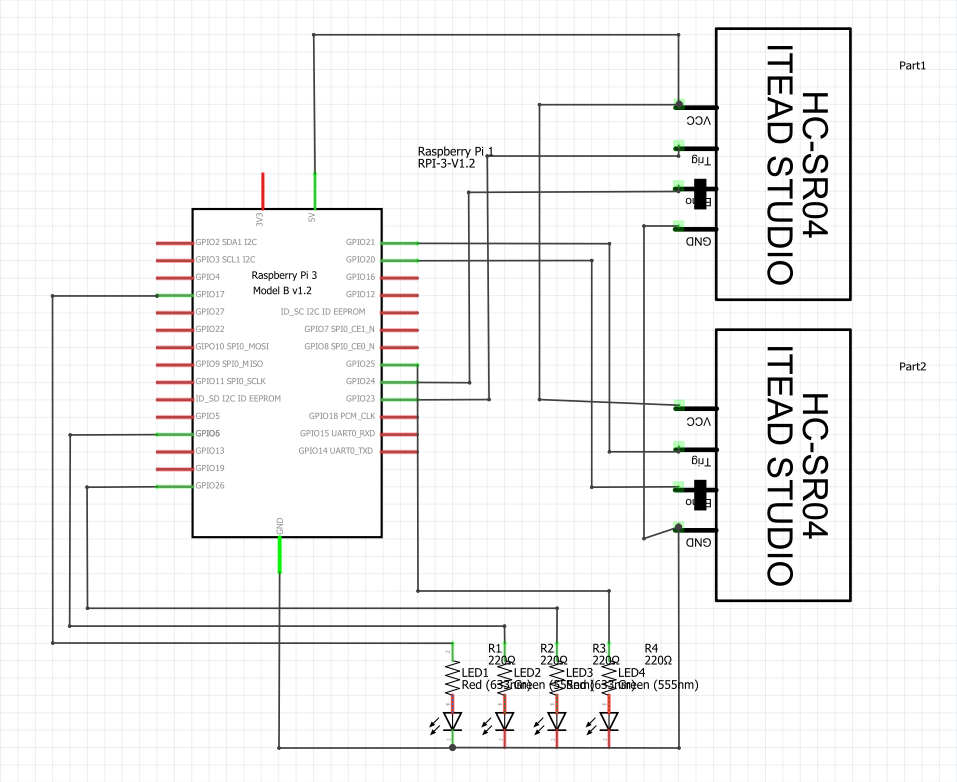 Part1
HC-SR04
ITEAD STUDIO
VCC
Trig
GND
Raspberry Pi 1
RPI-3-V1.2
3V3
5V
GPIO2 SDA1 I2C
GPIO3 SCL1 I2C
GPIO4
GPIO17
GPIO27
GPIO22
GIPO10 SPI0_MOSI
GPIO9 SPI0_MISO
GPIO11 SPI0_SCLK
ID_SD I2C ID EEPROM
GPIO5
GPIO6
GPIO13
GPIO19
GPIO26
Raspberry Pi 3
Model B v1.2
GPIO21
GPIO20
GPIO16
GPIO12
ID_SC I2C ID EEPROM
GPIO7 SPI0_CE1_N
GPIO8 SPI0_CE0_N
GPIO25
GPIO24
GPIO23
GPIO18 PCM_CLK
GPIO15 UART0_RXD
GPIO14 UART0_TXD
GND
Part2
HC-SR04
ITEAD STUDIO
VCC
Trig
GND
R1
220Ω
R2
220Ω
R3
220Ω
R4
220Ω
LED1
Red (633nm)
LED2
Green (555nm)
LED3
Red (633nm)
LED4
Green (555nm)